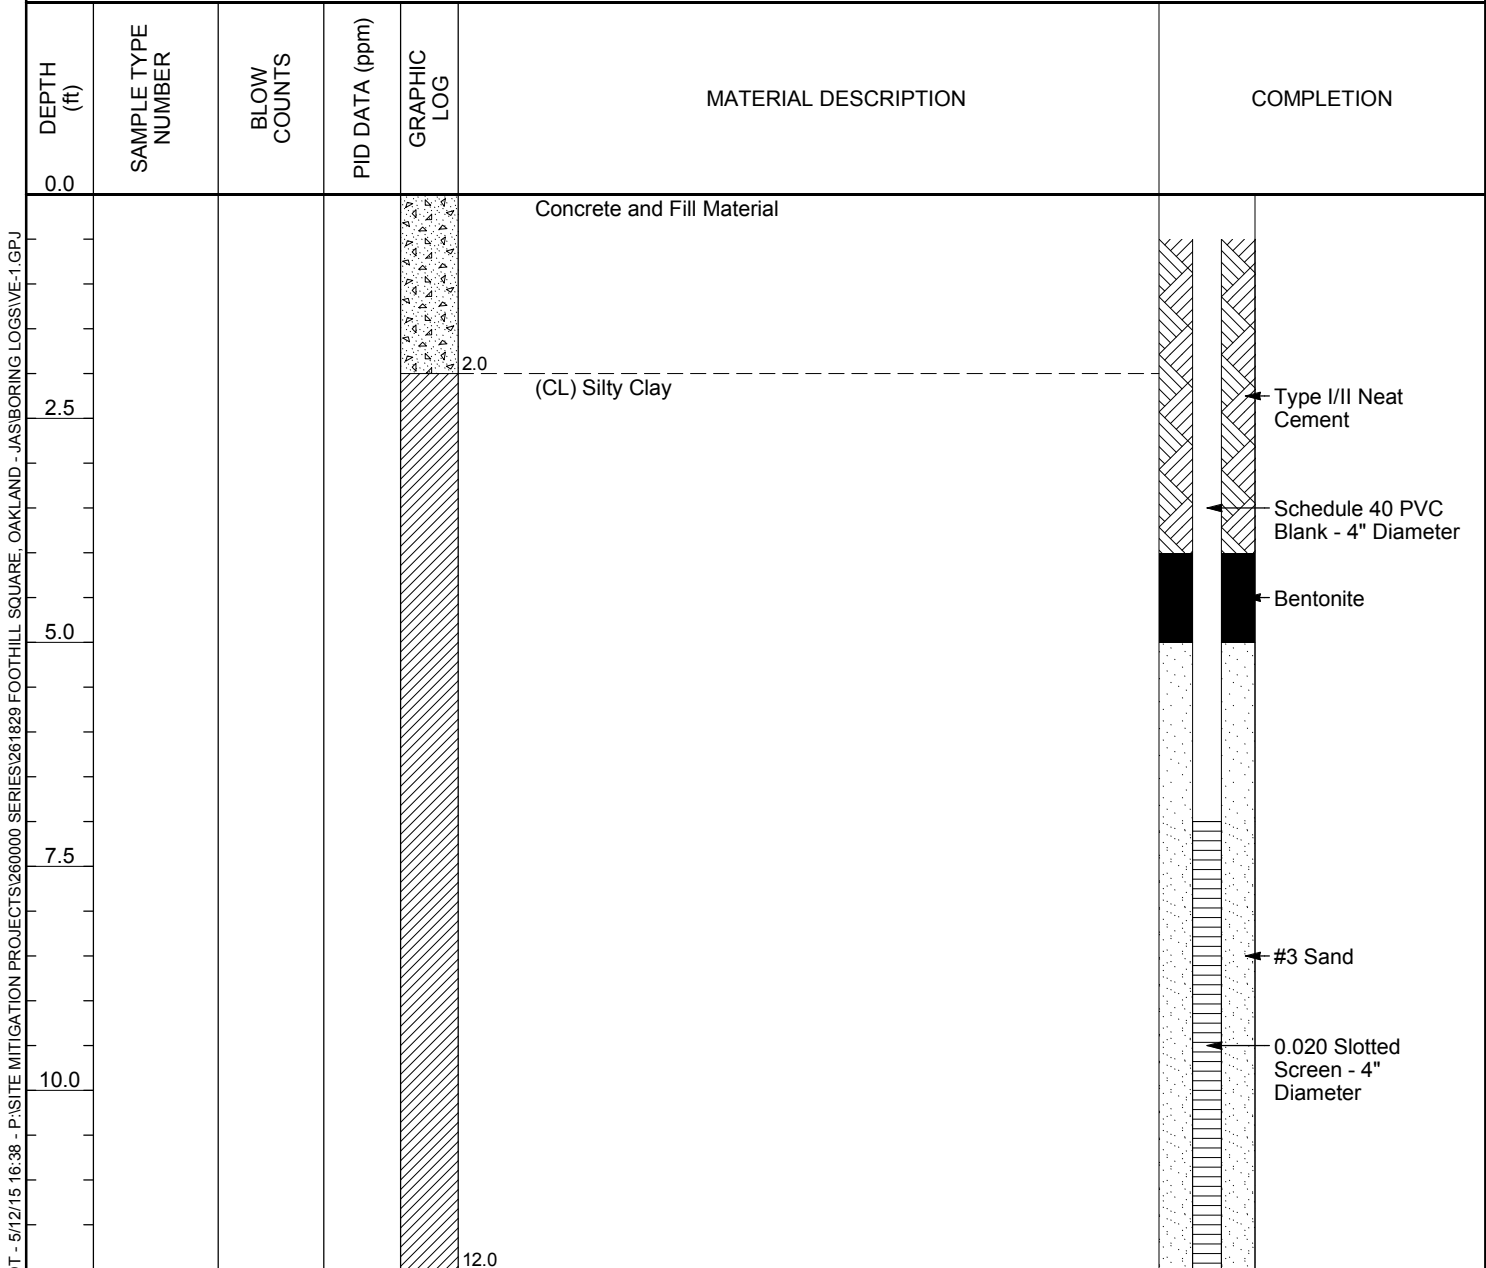 DEPTH
(ft)
SAMPLE TYPE
NUMBER
BLOW
COUNTS
PID DATA (ppm)
GRAPHIC
LOG
MATERIAL DESCRIPTION
COMPLETION
0.0
Concrete and Fill Material
2.0
(CL) Silty Clay
2.5
Type I/II Neat
Cement
Schedule 40 PVC
Blank - 4" Diameter
Bentonite
5.0
7.5
#3 Sand
0.020 Slotted
Screen - 4"
Diameter
10.0
12.0
- 5/12/15 16:38 - P:\SITE MITIGATION PROJECTS\260000 SERIES\261829 FOOTHILL SQUARE, OAKLAND - JAS\BORING LOGS\VE-1.GPJ